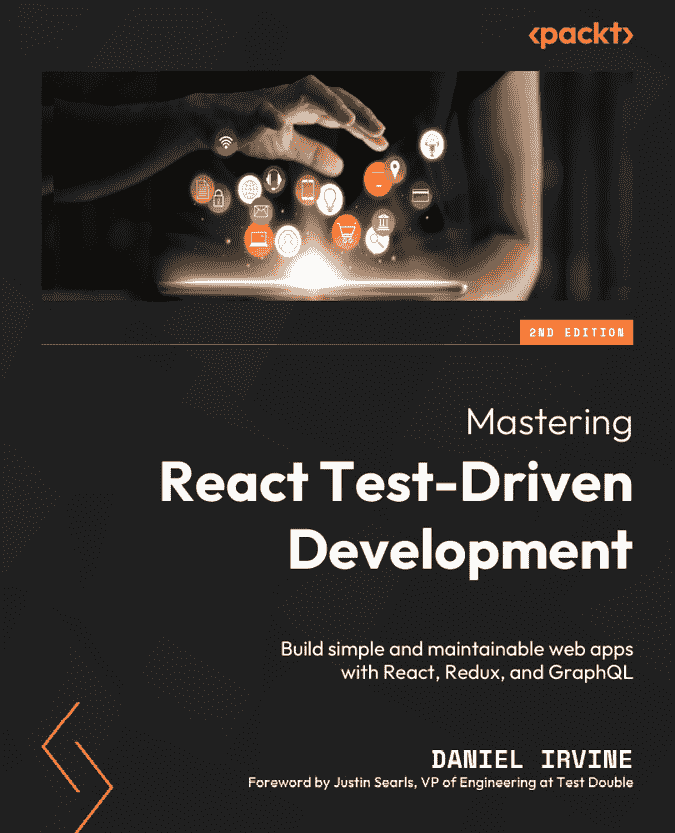 <packt>
2ND EDITION
Mastering
React Test-Driven
Development
Build simple and maintainable web apps
with React, Redux, and GraphQL
DANIEL IRVINE
Foreword by Justin Searls, VP of Engineering at Test Double